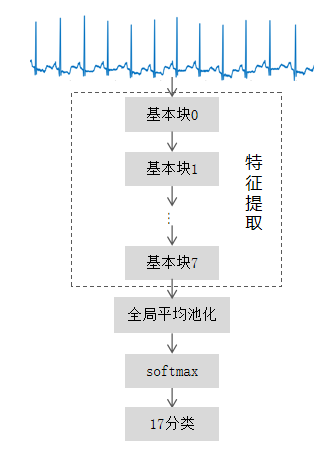 基本块0
基本块1
⋮
基本块7
特征提取
全局平均池化
softmax
17分类